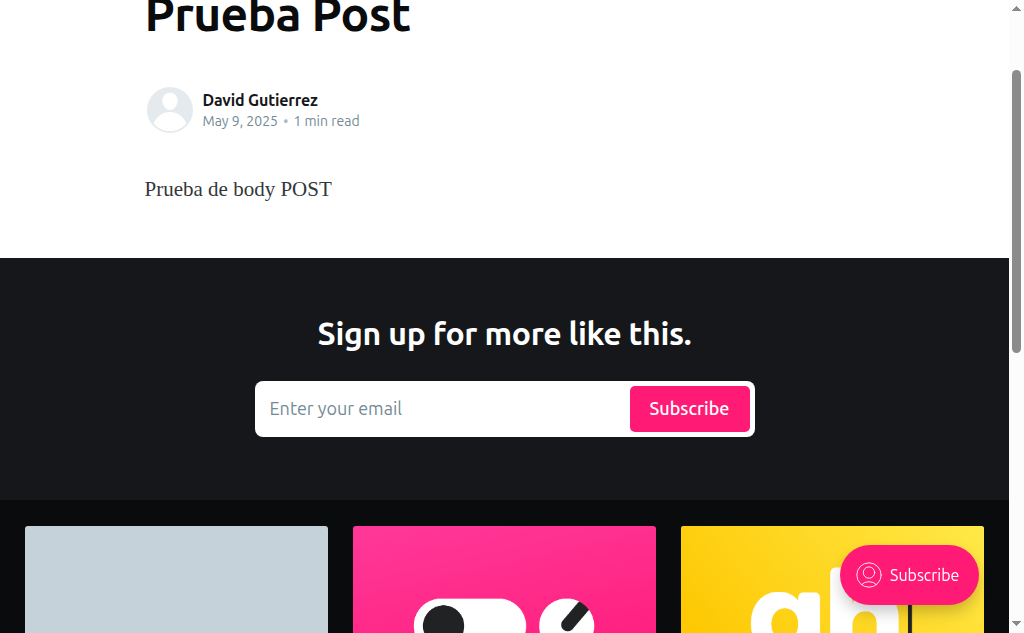 Prueba Post
David Gutierrez
May 9, 2025 • 1 min read
Prueba de body POST
Sign up for more like this.
Enter your email
Subscribe
Subscribe